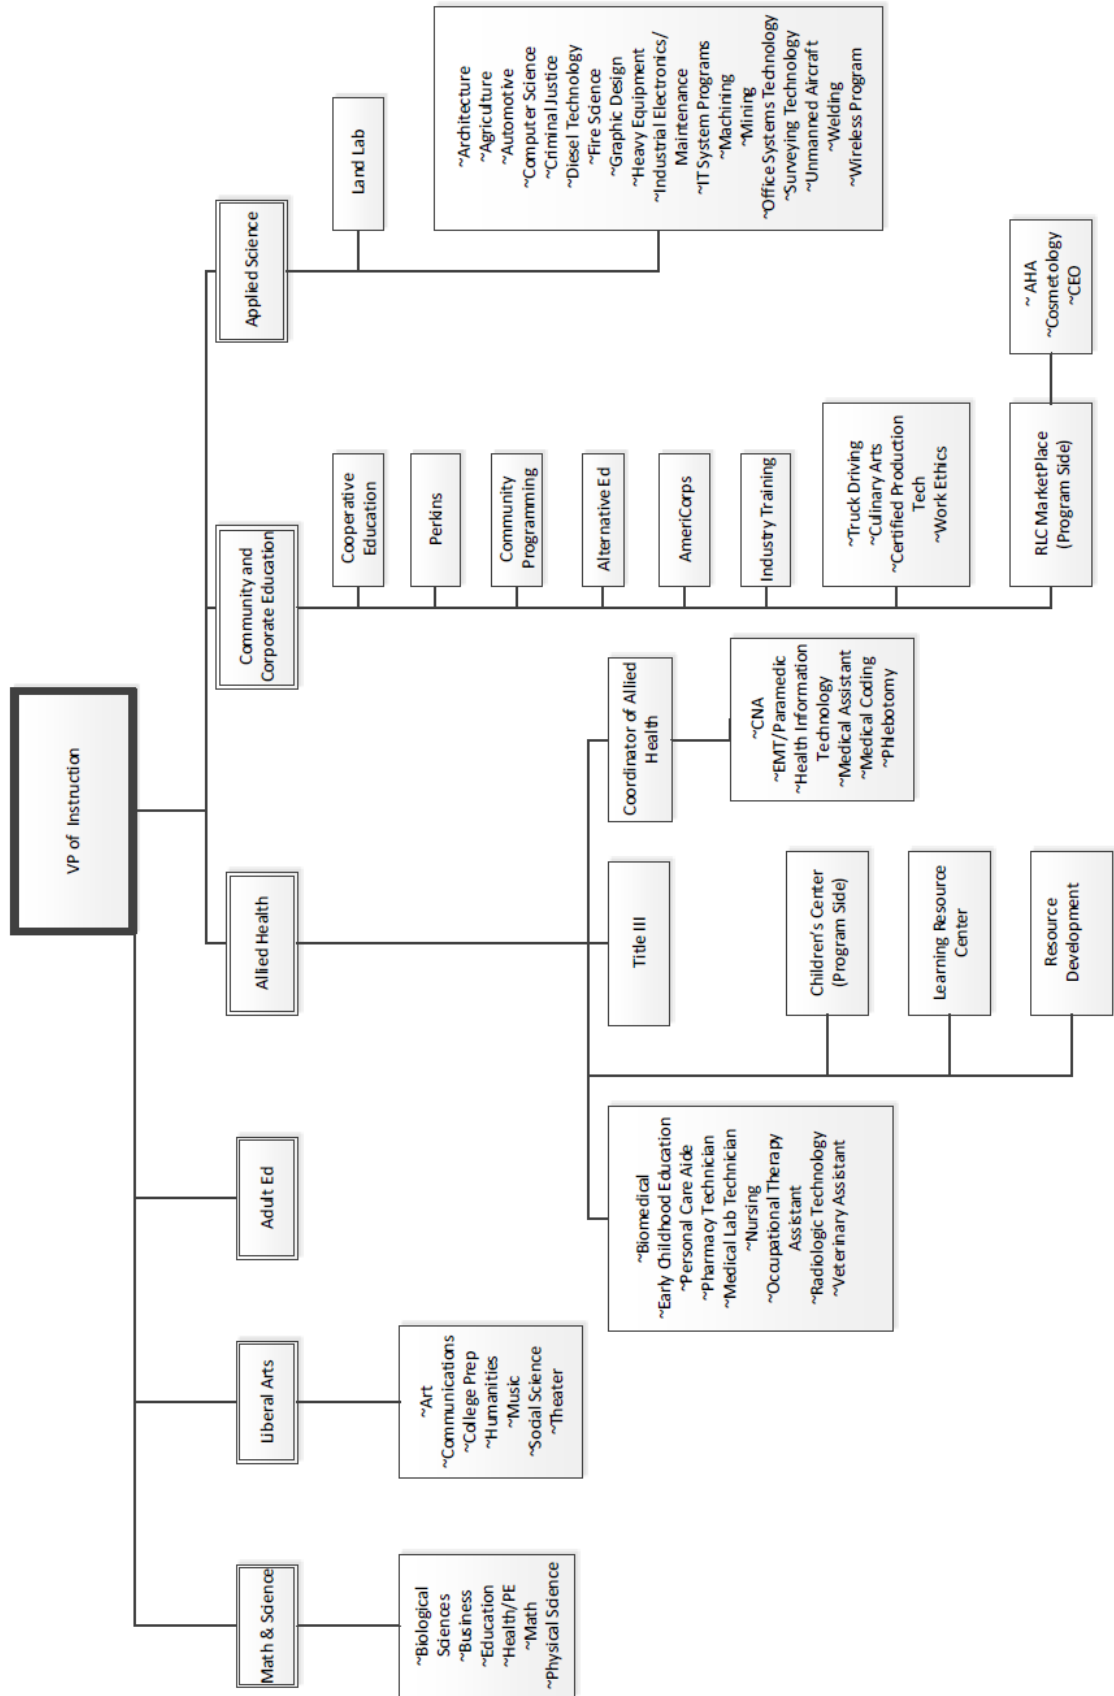 VP of Instruction
Math & Science
Liberal Arts
Adult Ed
Allied Health
Community and
Corporate Education
Applied Science
~Biological
Sciences
~Business
~Education
~Health/PE
~Math
~Physical Science
~Art
~Communications
~College Prep
~Humanities
~Music
~Social Science
~Theater
~Biomedical
~Early Childhood Education
~Personal Care Aide
~Pharmacy Technician
~Medical Lab Technician
~Nursing
~Occupational Therapy
Assistant
~Radiologic Technology
~Veterinary Assistant
Children's Center
(Program Side)
Learning Resource
Center
Resource
Development
Title III
Coordinator of Allied
Health
~CNA
~EMT/Paramedic
~Health Information
Technology
~Medical Assistant
~Medical Coding
~Phlebotomy
Cooperative
Education
Perkins
Community
Programming
Alternative Ed
AmeriCorps
Industry Training
~Truck Driving
~Culinary Arts
~Certified Production
Tech
~Work Ethics
RLC MarketPlace
(Program Side)
~ AHA
~Cosmetology
~CEO
Land Lab
~Architecture
~Agriculture
~Automotive
~Computer Science
~Criminal Justice
~Diesel Technology
~Fire Science
~Graphic Design
~Heavy Equipment
~Industrial Electronics/
Maintenance
~IT System Programs
~Machining
~Mining
~Office Systems Technology
~Surveying Technology
~Unmanned Aircraft
~Welding
~Wireless Program